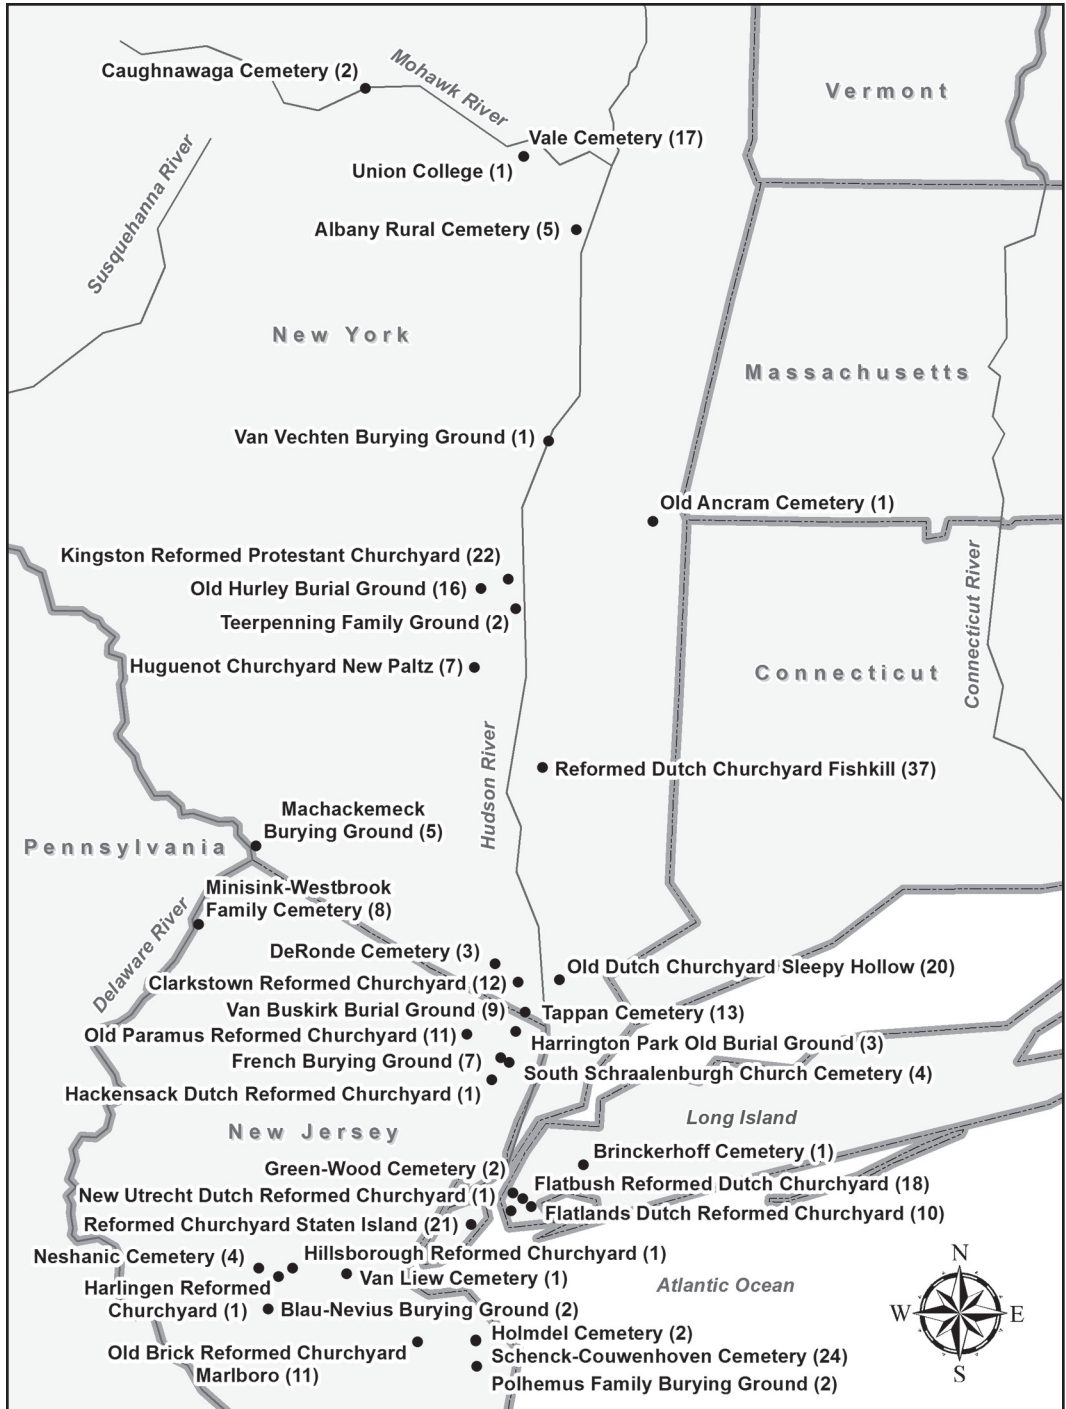 Caughnawaga Cemetery (2)
Mohawk River
Vermont
Vale Cemetery (17)
Union College (1)
Susquehanna River
Albany Rural Cemetery (5)
New York
Massachusetts
Van Vechten Burying Ground (1)
Old Ancram Cemetery (1)
Kingston Reformed Protestant Churchyard (22)
Old Hurley Burial Ground (16)
Teerpenning Family Ground (2)
Connecticut River
Huguenot Churchyard New Paltz (7)
Connecticut
Hudson River
Reformed Dutch Churchyard Fishkill (37)
Machackemeck
Burying Ground (5)
Pennsylvania
Minisink-Westbrook
Family Cemetery (8)
Delaware River
DeRonde Cemetery (3)
Old Dutch Churchyard Sleepy Hollow (20)
Clarkstown Reformed Churchyard (12)
Van Buskirk Burial Ground (9)
Tappan Cemetery (13)
Old Paramus Reformed Churchyard (11)
Harrington Park Old Burial Ground (3)
French Burying Ground (7)
South Schraalenburgh Church Cemetery (4)
Hackensack Dutch Reformed Churchyard (1)
Long Island
New Jersey
Brinckerhoff Cemetery (1)
Green-Wood Cemetery (2)
Flatbush Reformed Dutch Churchyard (18)
New Utrecht Dutch Reformed Churchyard (1)
Flatlands Dutch Reformed Churchyard (10)
Reformed Churchyard Staten Island (21)
Neshanic Cemetery (4)
Hillsborough Reformed Churchyard (1)
Van Liew Cemetery (1)
Harlingen Reformed
Churchyard (1)
Atlantic Ocean
Blau-Nevius Burying Ground (2)
Holmdel Cemetery (2)
Old Brick Reformed Churchyard
Marlboro (11)
Schenck-Couwenhoven Cemetery (24)
Polhemus Family Burying Ground (2)
N
W
E
S